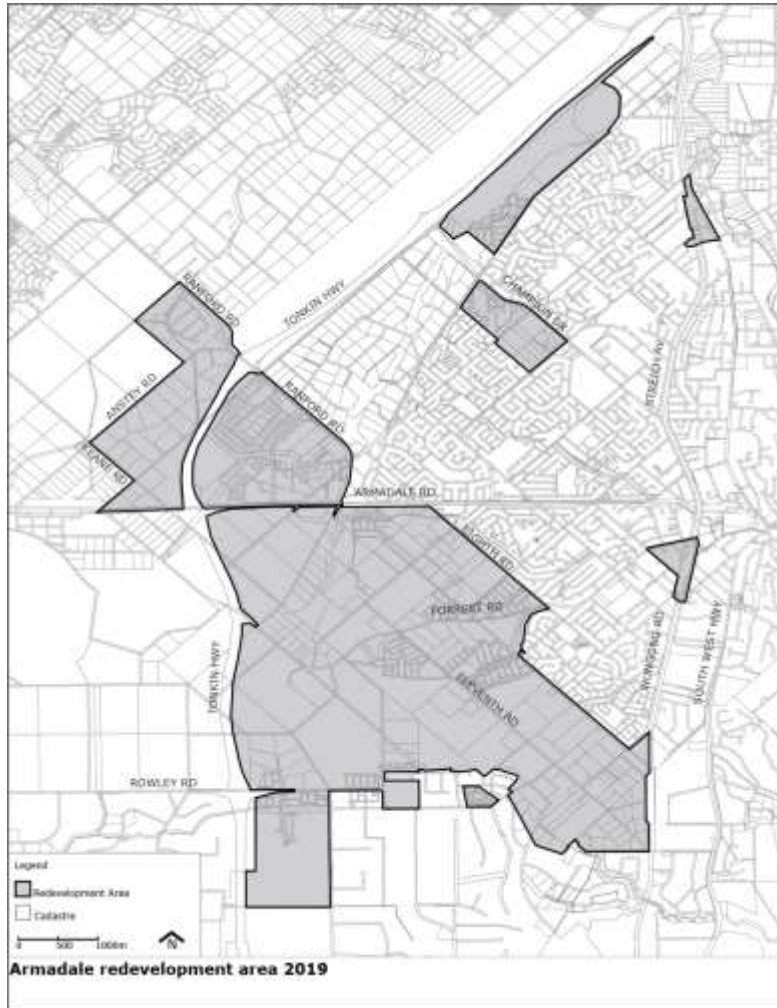 RANFORD RD
TONKIN HWY
CHAMPION DR
STREICH AV
ANSTEY RD
RANFORD RD
KEANE RD
ARMADALE RD
EIGHTH RD
FORREST RD
TONKIN HWY
ELEVENTH RD
WUNGONG RD
SOUTH WEST HWY
ROWLEY RD
Legend
Redevelopment Area
Cadastre
0 500 1000m
N
Armadale redevelopment area 2019